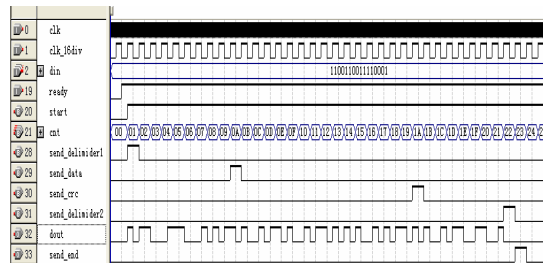 0 clk
1 clk_16div
2 din 1100110011110001
19 ready
20 start
21 cnt 00 01 02 03 04 05 06 07 08 09 0A 0B 0C 0D 0E 0F 10 11 12 13 14 15 16 17 18 19 1A 1B 1C 1D 1E 1F 20 21 22 23 24
28 send_delimider1
29 send_data
30 send_crc
31 send_delimider2
32 dout
33 send_end